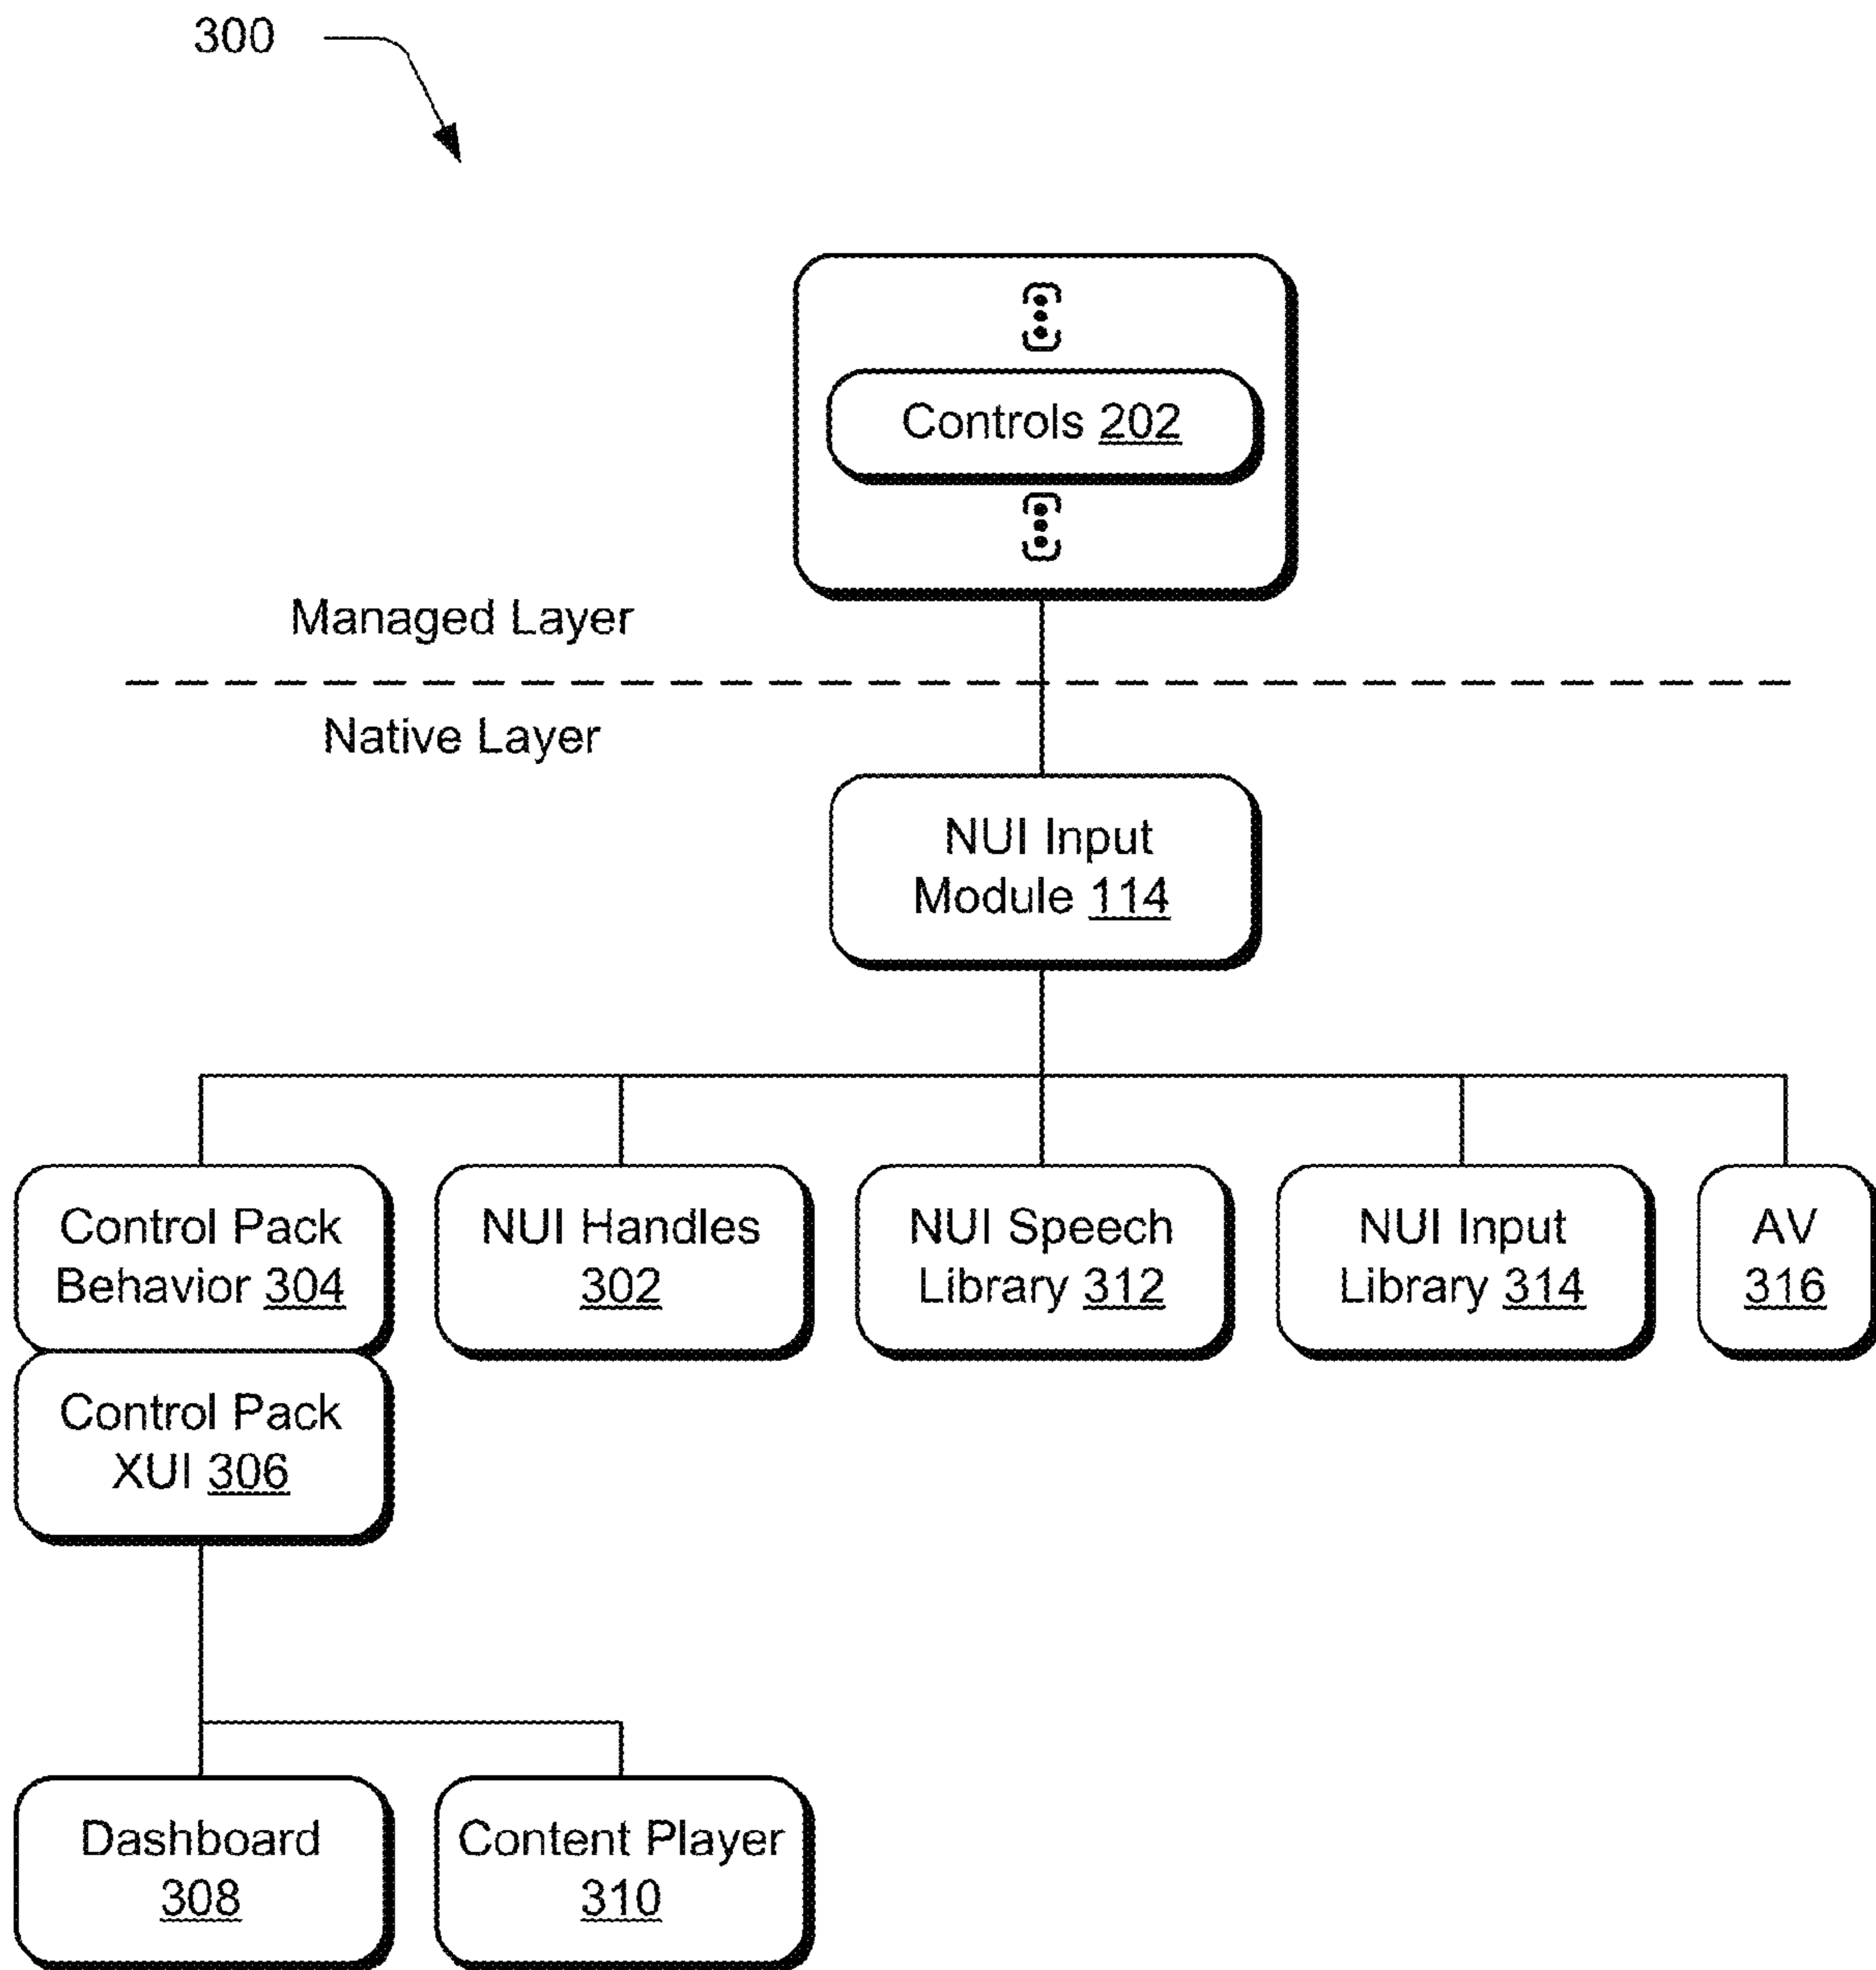 300
Controls 202
Managed Layer
Native Layer
NUI Input
Module 114
Control Pack
Behavior 304
NUI Handles
302
NUI Speech
Library 312
NUI Input
Library 314
AV
316
Control Pack
XUI 306
Dashboard
308
Content Player
310